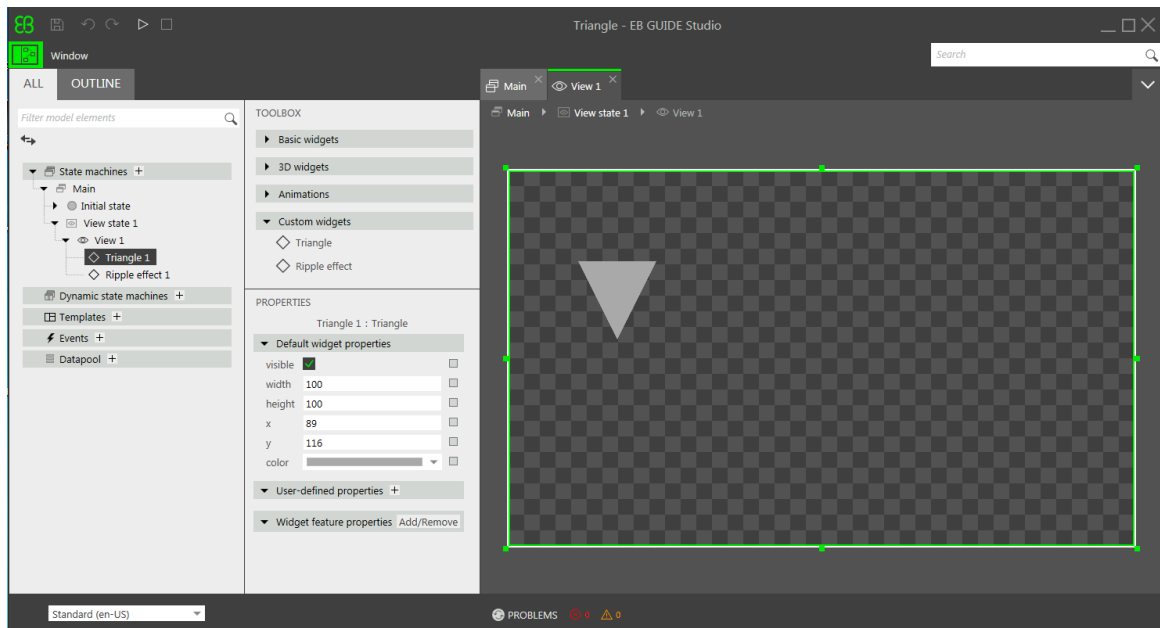 EB
Triangle - EB GUIDE Studio
Window
Search
ALL
OUTLINE
Main
View 1
Filter model elements
Main
View state 1
View 1
State machines +
Main
Initial state
View state 1
View 1
Triangle 1
Ripple effect 1
Dynamic state machines +
Templates +
Events +
Datapool +
TOOLBOX
Basic widgets
3D widgets
Animations
Custom widgets
Triangle
Ripple effect
PROPERTIES
Triangle 1 : Triangle
Default widget properties
visible
width 100
height 100
x 89
y 116
color
User-defined properties +
Widget feature properties Add/Remove
Standard (en-US)
PROBLEMS 0 0